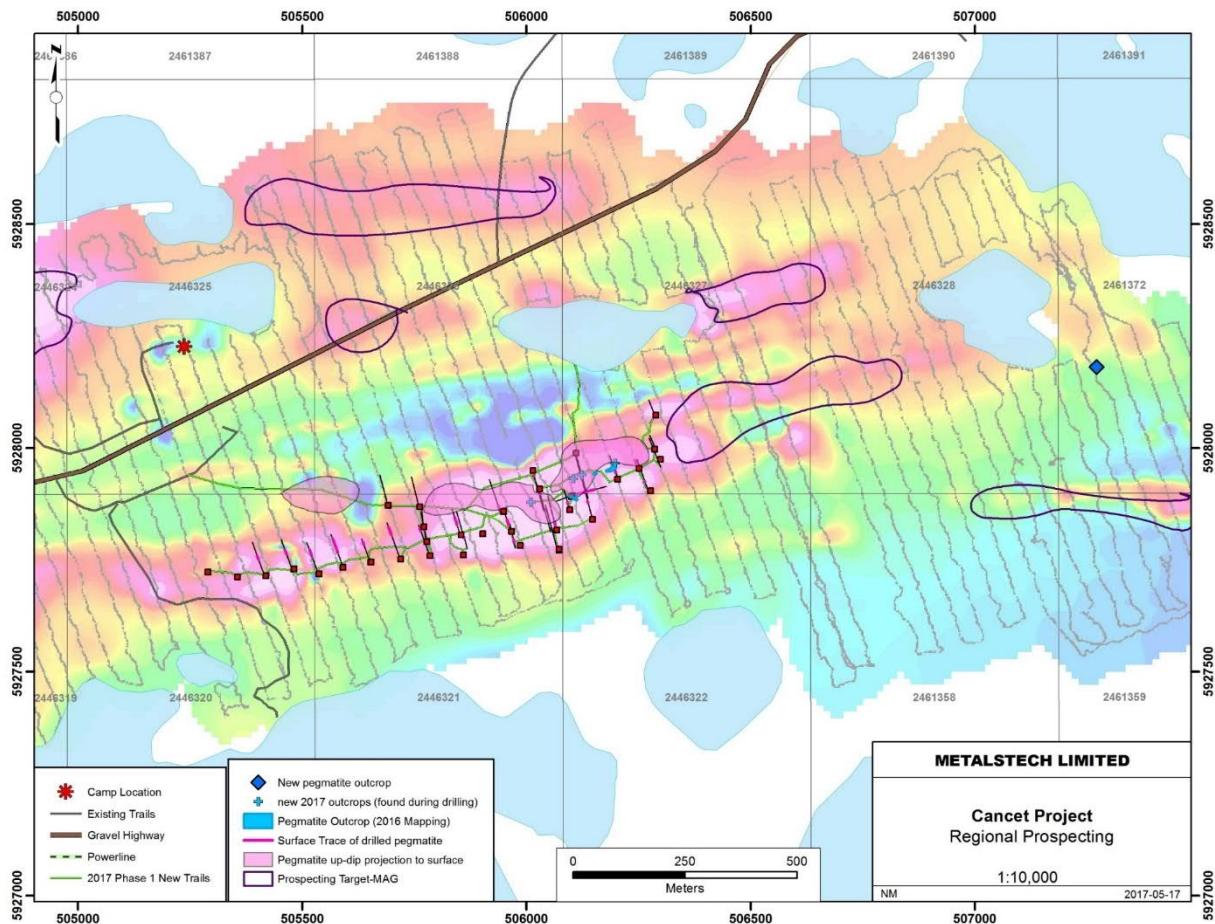 505000 505500 506000 506500 507000
2461387 2461388 2461389 2461390 2461391
N
5928500 5928500
2446325 2446327 2446328 2461372
5928000 5928000
5927500 5927500
2446319 2446320 2446321 2446322 2461358 2461359
Camp Location
Existing Trails
Gravel Highway
Powerline
2017 Phase 1 New Trails
New pegmatite outcrop
new 2017 outcrops (found during drilling)
Pegmatite Outcrop (2016 Mapping)
Surface Trace of drilled pegmatite
Pegmatite up-dip projection to surface
Prospecting Target-MAG
0 250 500
Meters
METALSTECH LIMITED
Cancet Project
Regional Prospecting
1:10,000
NM 2017-05-17
5927000 5927000
505000 505500 506000 506500 507000